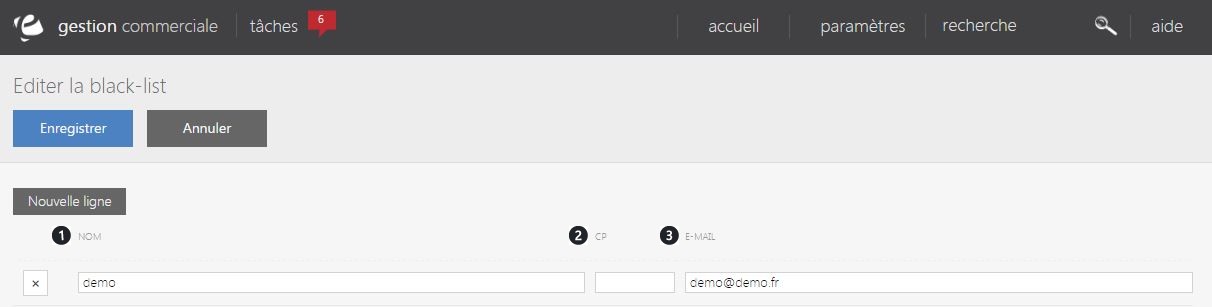 gestion commerciale tâches 6 accueil paramètres recherche aide
Editer la black-list
Enregistrer Annuler
Nouvelle ligne
1 NOM 2 CP 3 E-MAIL
× demo demo@demo.fr